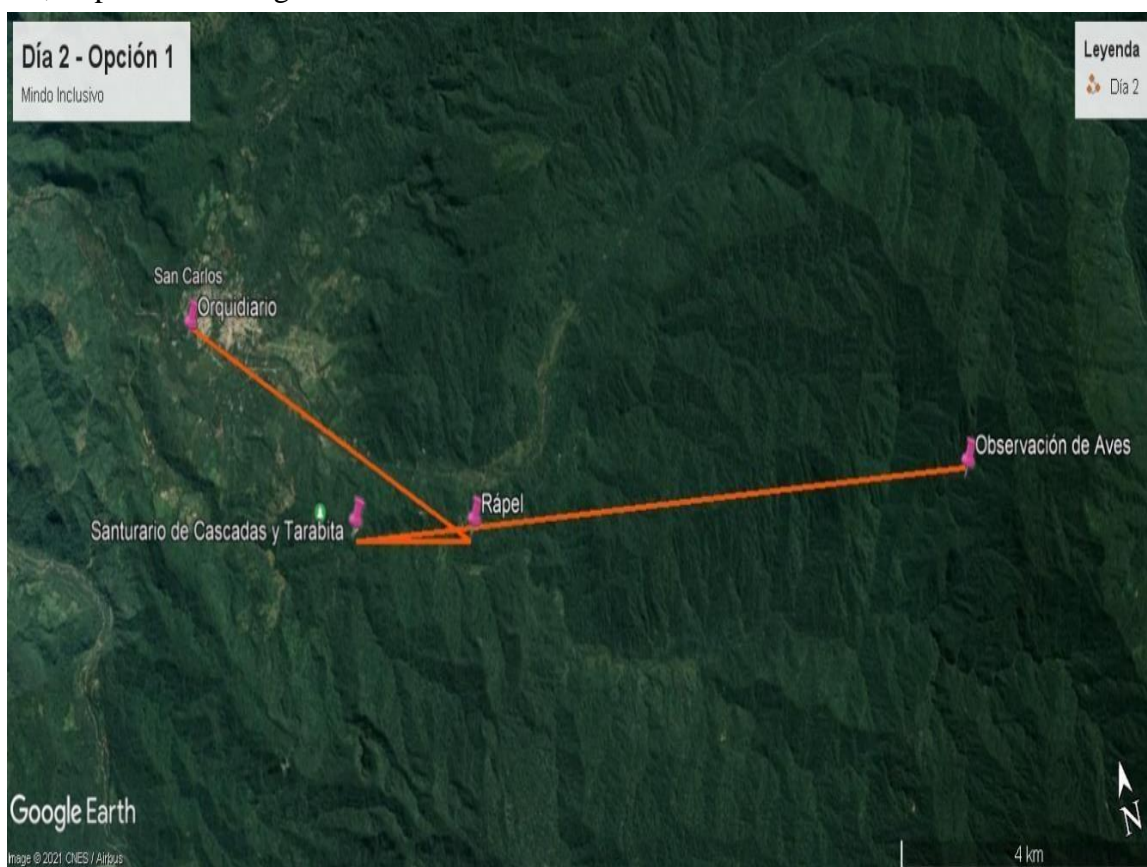 Día 2 - Opción 1
Mindo Inclusivo
Leyenda
Día 2
San Carlos
Orquidiario
Observación de Aves
Rápel
Santurario de Cascadas y Tarabita
Google Earth
Image © 2021 CNES / Airbus
N
4 km